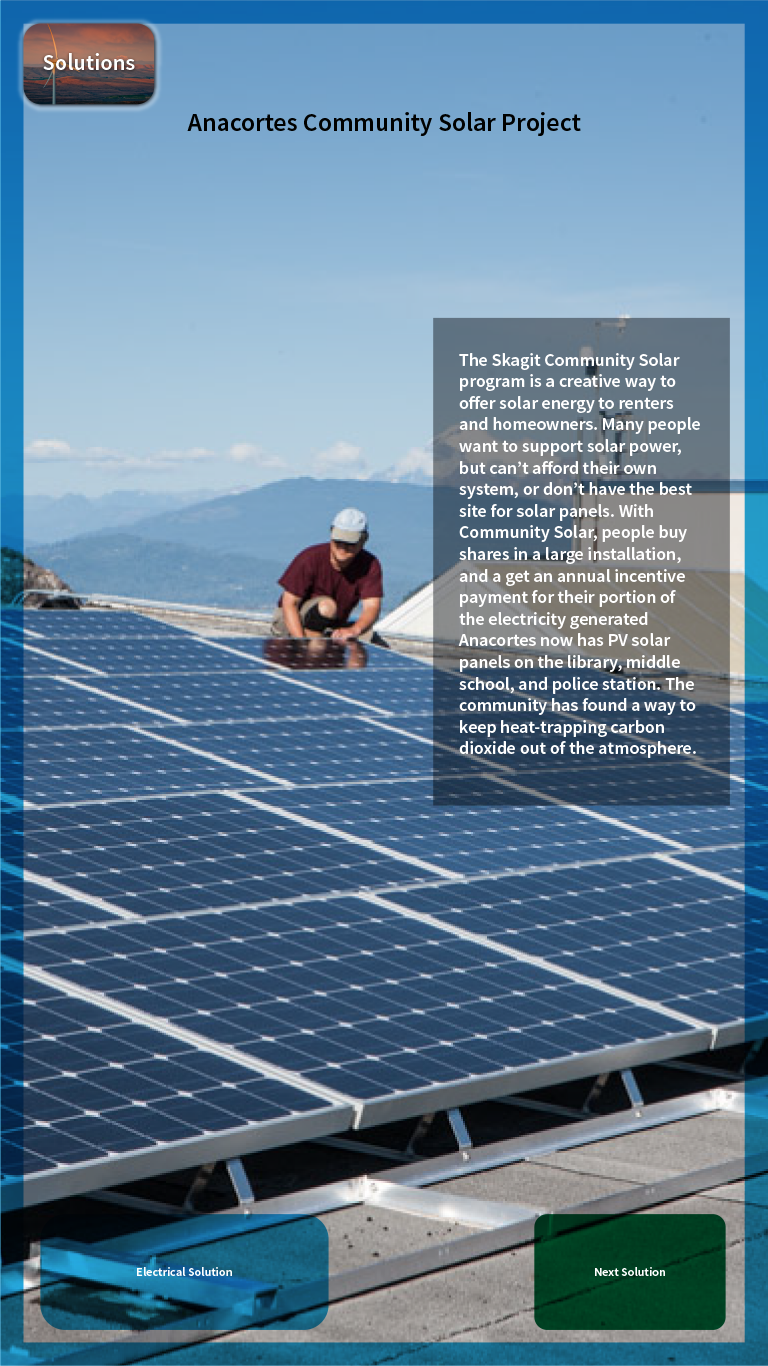 Solutions
Anacortes Community Solar Project
The Skagit Community Solar
program is a creative way to
offer solar energy to renters
and homeowners. Many people
want to support solar power,
but can’t afford their own
system, or don’t have the best
site for solar panels. With
Community Solar, people buy
shares in a large installation,
and a get an annual incentive
payment for their portion of
the electricity generated
Anacortes now has PV solar
panels on the library, middle
school, and police station. The
community has found a way to
keep heat-trapping carbon
dioxide out of the atmosphere.
Electrical Solution
Next Solution